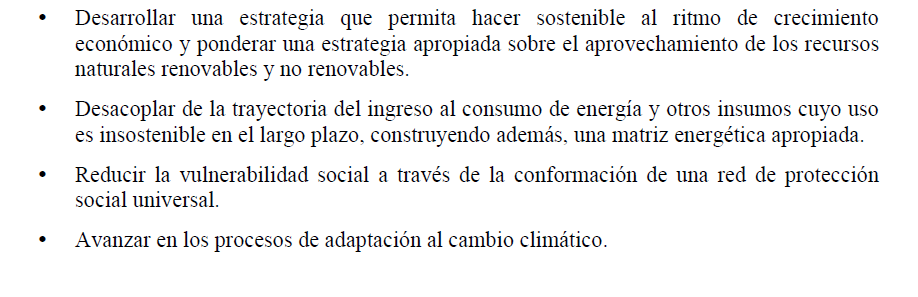 • Desarrollar una estrategia que permita hacer sostenible al ritmo de crecimiento
económico y ponderar una estrategia apropiada sobre el aprovechamiento de los recursos
naturales renovables y no renovables.
• Desacoplar de la trayectoria del ingreso al consumo de energía y otros insumos cuyo uso
es insostenible en el largo plazo, construyendo además, una matriz energética apropiada.
• Reducir la vulnerabilidad social a través de la conformación de una red de protección
social universal.
• Avanzar en los procesos de adaptación al cambio climático.